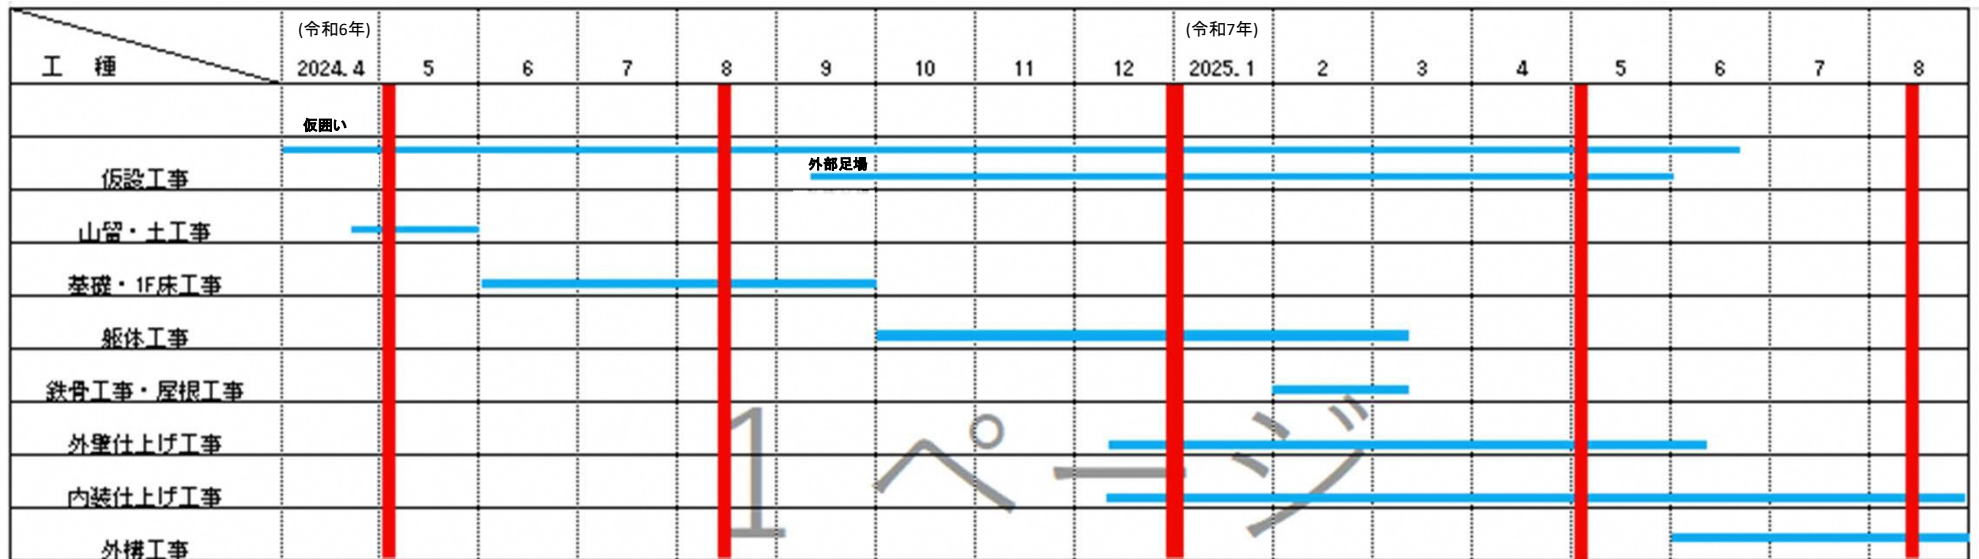 (令和6年) (令和7年)
工 種 2024.4 5 6 7 8 9 10 11 12 2025.1 2 3 4 5 6 7 8
仮囲い
外部足場
仮設工事
山留・土工事
基礎・1F床工事
躯体工事
鉄骨工事・屋根工事
外壁仕上げ工事
内装仕上げ工事
外構工事
1 ページ